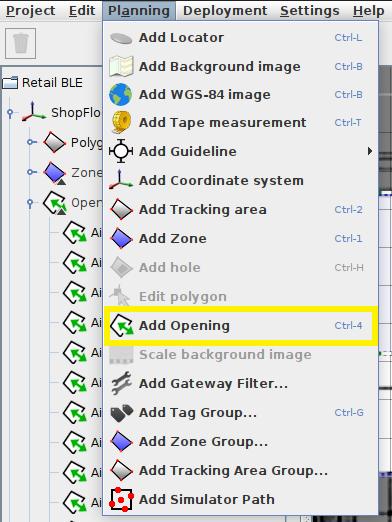 Project Edit Planning Deployment Settings Help
Retail BLE
ShopFlo
Polyg
Zone
Open
Ai
Ai
Ai
Ai
Ai
Ai
Ai
Ai
Ai
Ai
Add Locator Ctrl-L
Add Background image Ctrl-B
Add WGS-84 image Ctrl-B
Add Tape measurement Ctrl-T
Add Guideline
Add Coordinate system
Add Tracking area Ctrl-2
Add Zone Ctrl-1
Add hole Ctrl-H
Edit polygon
Add Opening Ctrl-4
Scale background image
Add Gateway Filter...
Add Tag Group... Ctrl-G
Add Zone Group...
Add Tracking Area Group...
Add Simulator Path